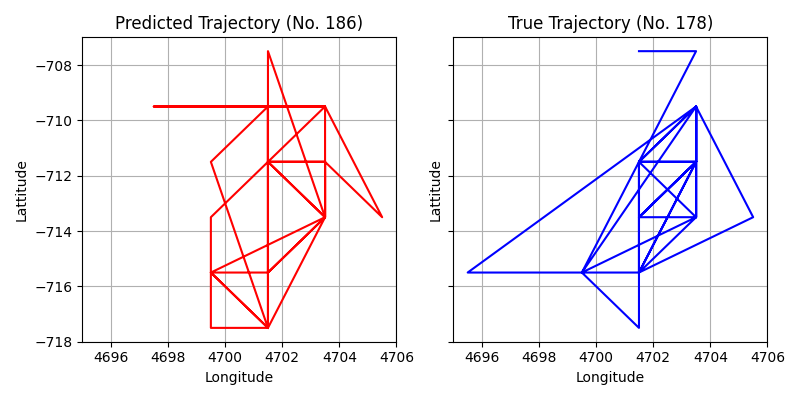 Predicted Trajectory (No. 186)
True Trajectory (No. 178)
−708
−710
−712
−714
−716
−718
Lattitude
Lattitude
4696 4698 4700 4702 4704 4706
4696 4698 4700 4702 4704 4706
Longitude
Longitude